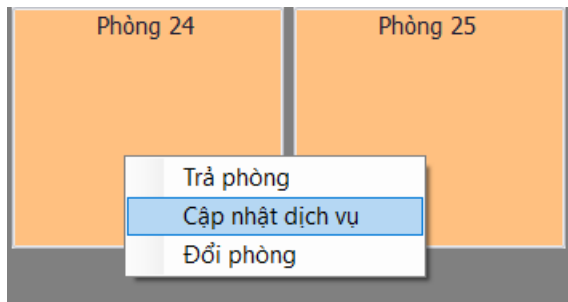 Phòng 24
Phòng 25
Trả phòng
Cập nhật dịch vụ
Đổi phòng